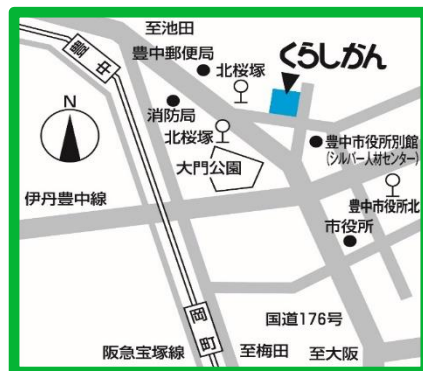 至池田
豊中郵便局
くらしかん
豊中
北桜塚
N
消防局
北桜塚
豊中市役所別館
(シルバー人材センター)
大門公園
伊丹豊中線
豊中市役所北
市役所
岡町
国道176号
阪急宝塚線
至梅田
至大阪